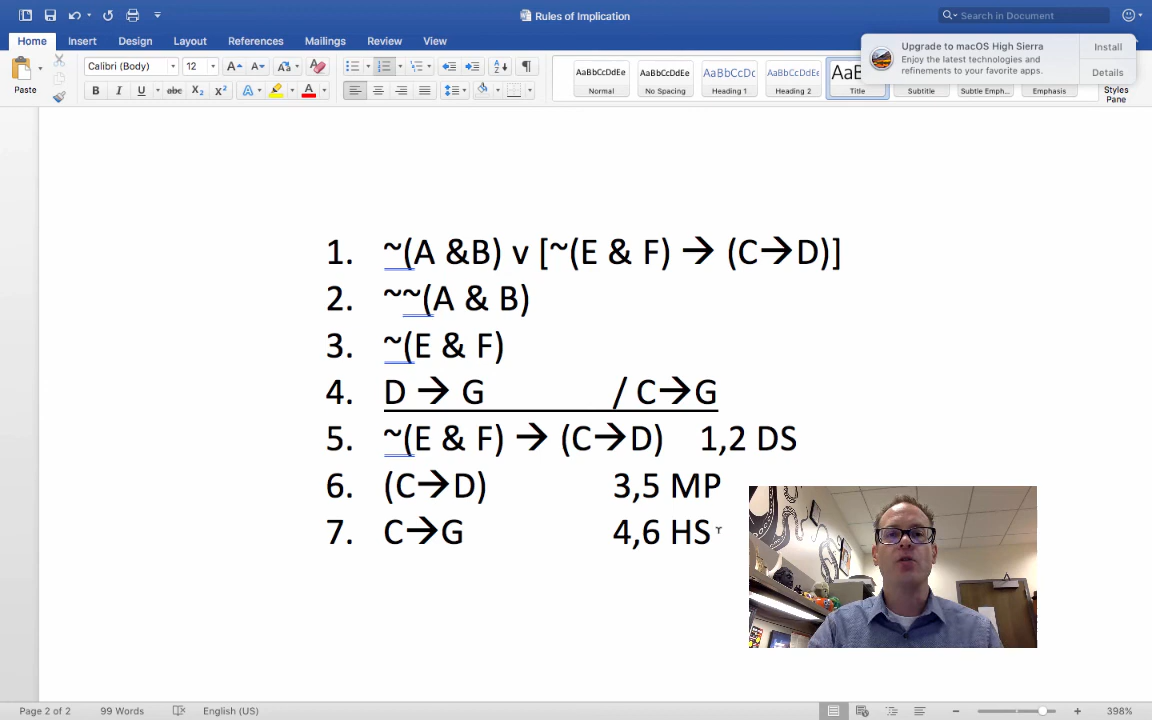 Rules of Implication
Search in Document
Home Insert Design Layout References Mailings Review View
Upgrade to macOS High Sierra
Enjoy the latest technologies and
refinements to your favorite apps.
Install
Details
Paste
Calibri (Body) 12
AaBbCcDdEe AaBbCcDdEe AaBbCcDc AaBbCcDdEe AaB
Normal No Spacing Heading 1 Heading 2 Title Subtitle Subtle Emph... Emphasis
Styles
Pane
1. ~(A &B) v [~(E & F) → (C→D)]
2. ~~(A & B)
3. ~(E & F)
4. D → G / C→G
5. ~(E & F) → (C→D) 1,2 DS
6. (C→D) 3,5 MP
7. C→G 4,6 HS
Page 2 of 2 99 Words English (US) 398%